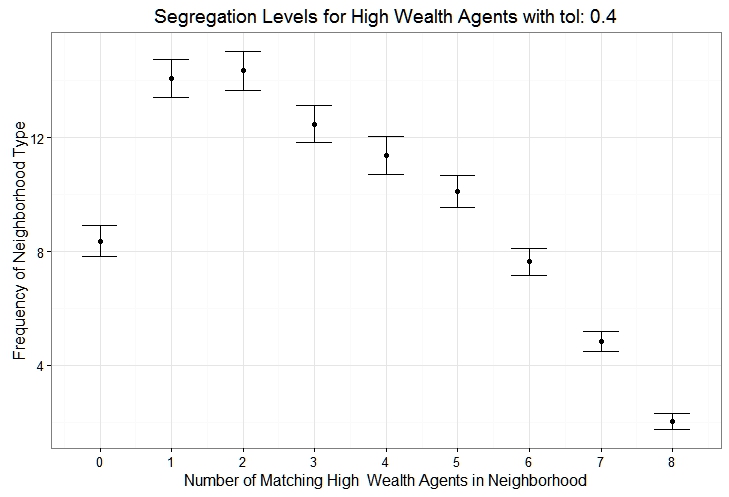 Segregation Levels for High Wealth Agents with tol: 0.4
Frequency of Neighborhood Type
12
8
4
0 1 2 3 4 5 6 7 8
Number of Matching High  Wealth Agents in Neighborhood